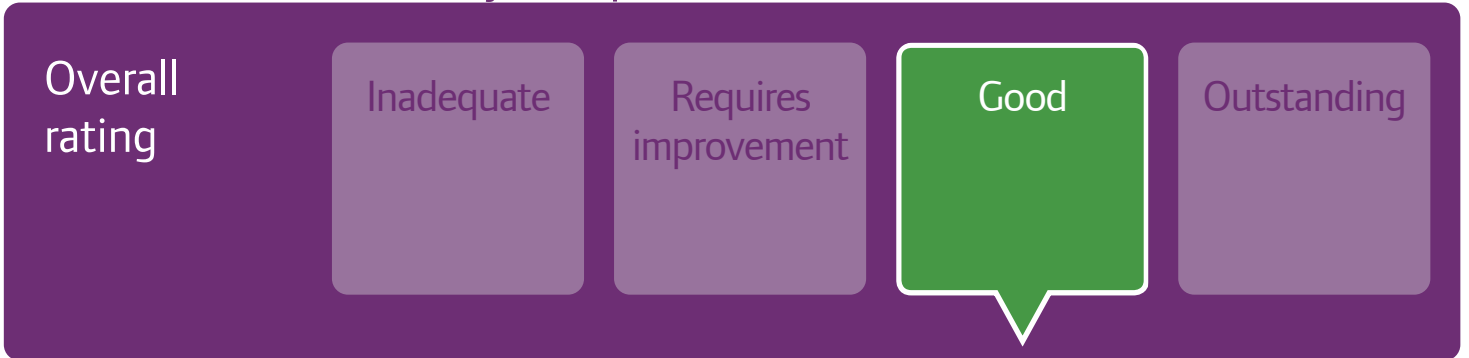 Overall
rating
Inadequate
Requires
improvement
Good
Outstanding